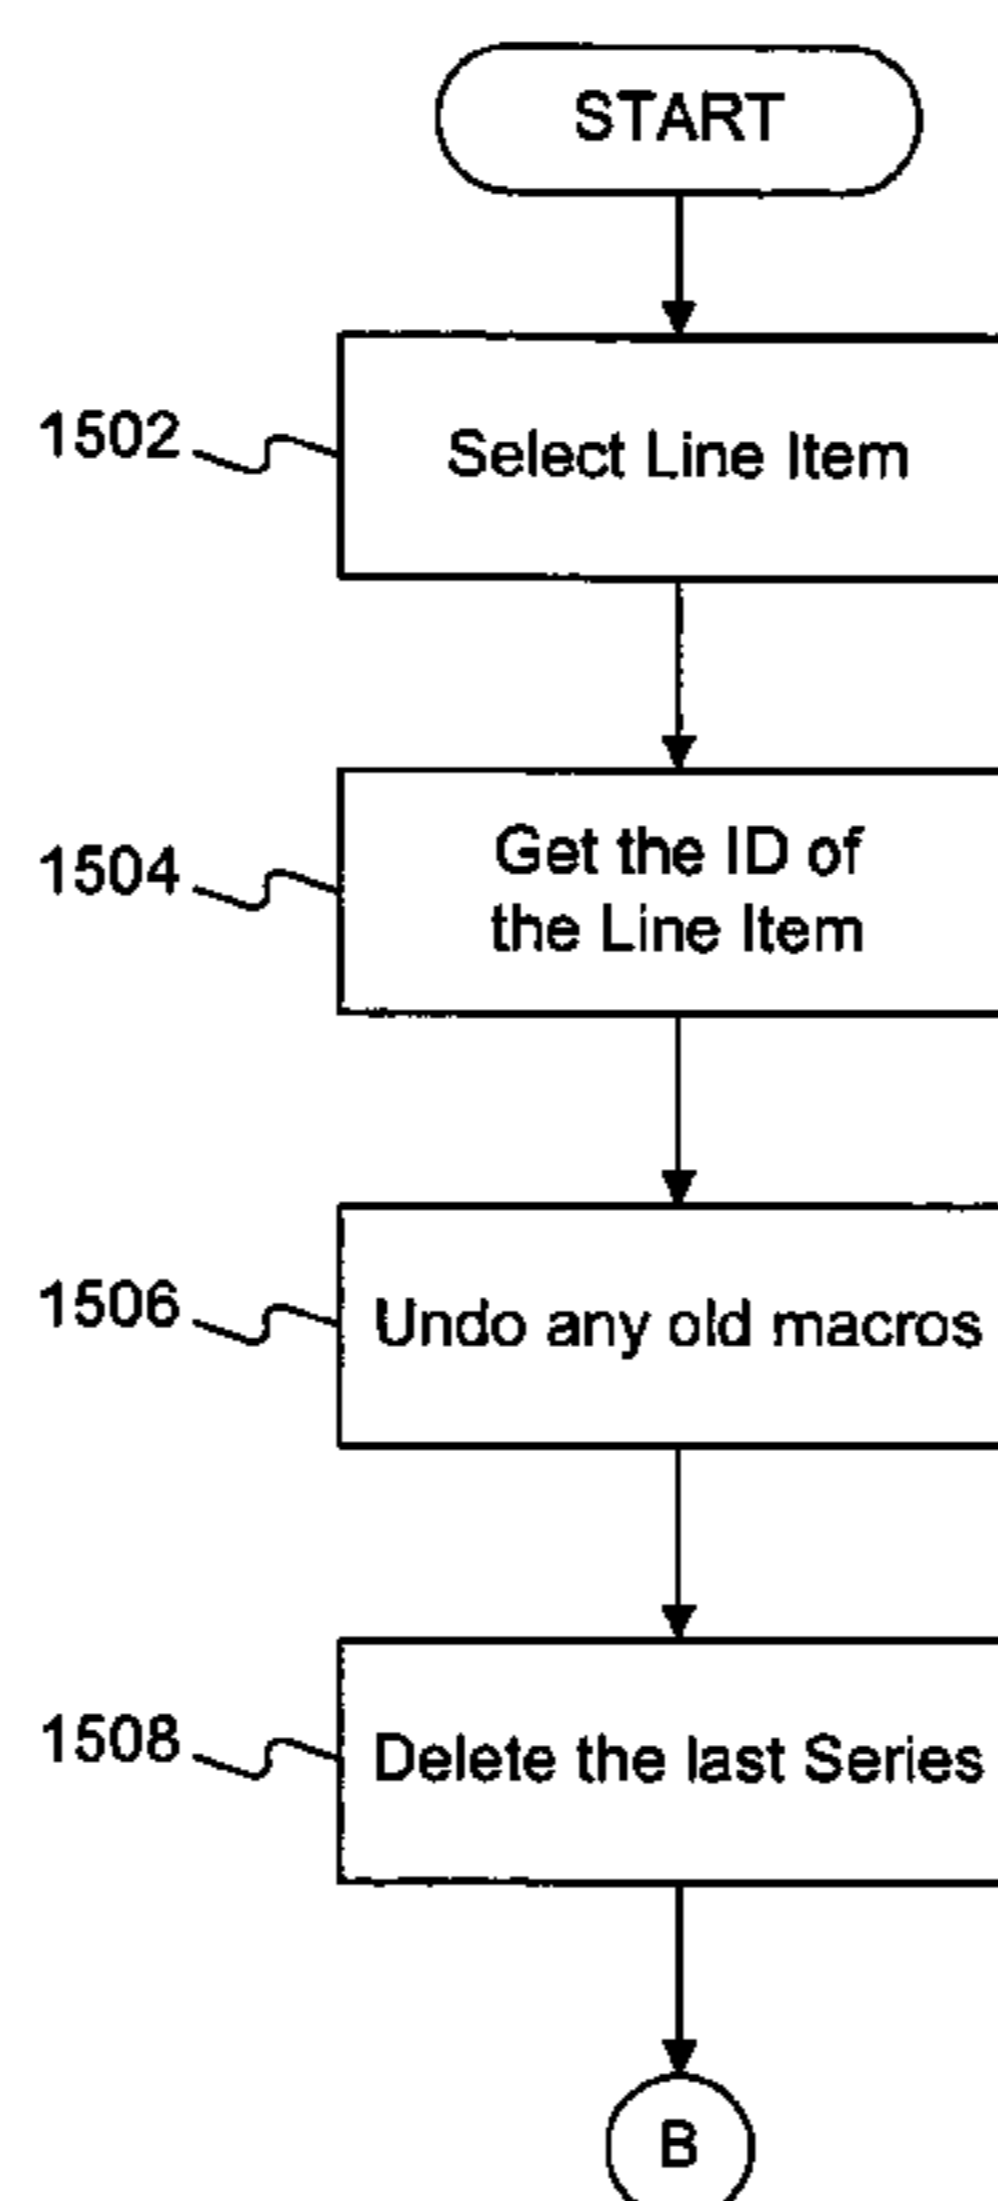 START
1502
Select Line Item
1504
Get the ID of
the Line Item
1506
Undo any old macros
1508
Delete the last Series
B